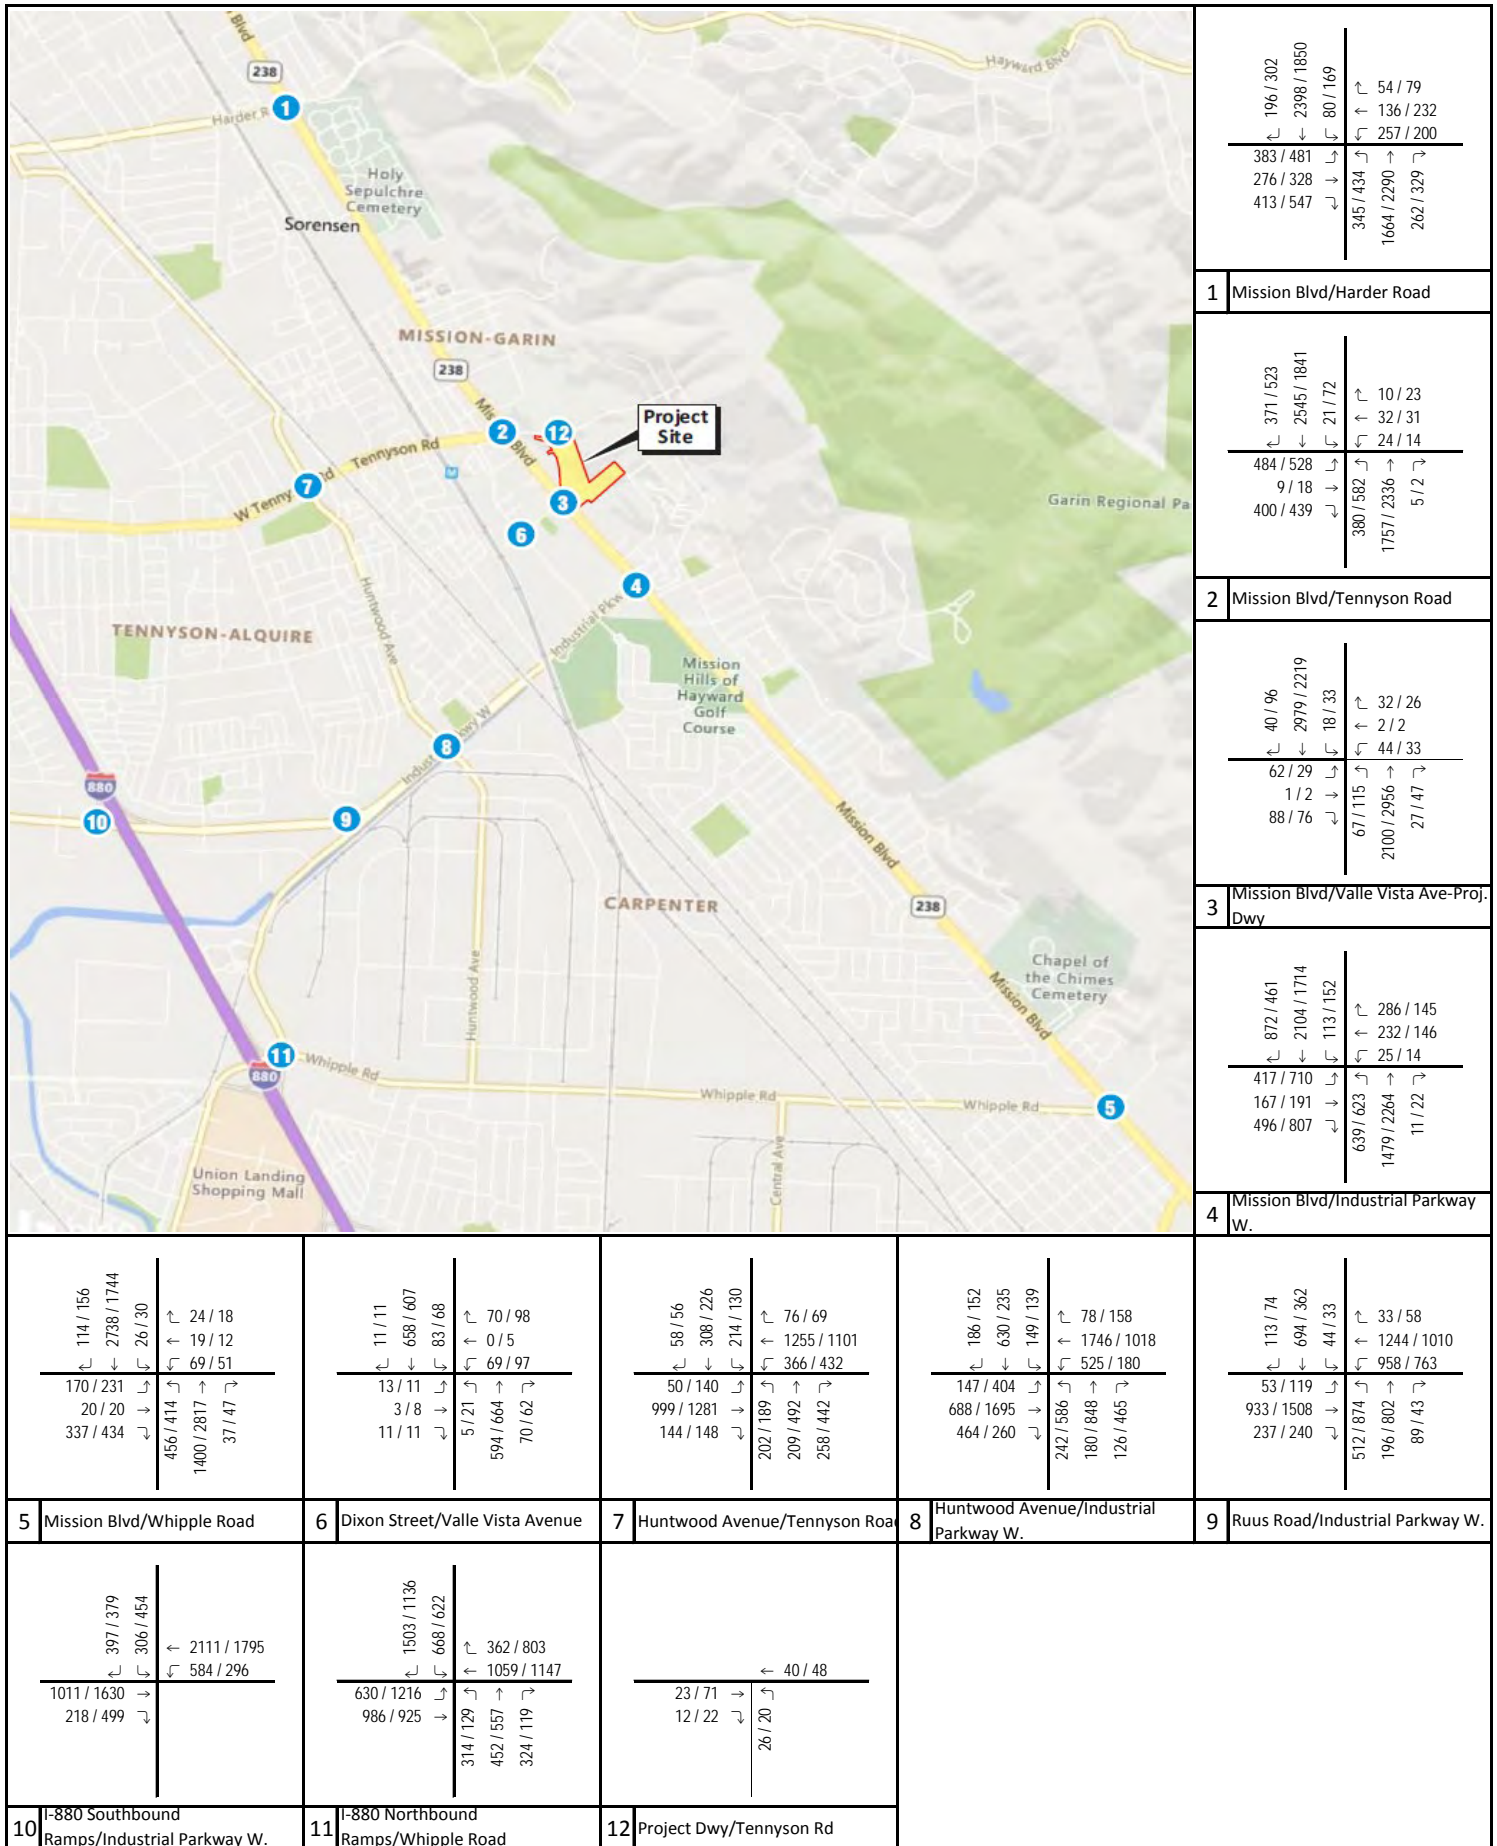 Blvd
238
Harder R
1
Hayward Blvd
Holy
Sepulchre
Cemetery
Sorensen
MISSION-GARIN
238
Mis
Blvd
2
12
Project
Site
Tennyson Rd
W Tenny
Rd
7
3
6
Garin Regional Pa
4
Industrial Pkw
TENNYSON-ALQUIRE
Huntwood Ave
Mission
Hills of
Hayward
Golf
Course
8
Indust
kwy W
880
10
9
Mission Blvd
CARPENTER
238
Chapel of
the Chimes
Cemetery
Mission Blvd
Huntwood Ave
11
880
Whipple Rd
Whipple Rd
Whipple Rd
5
Central Ave
Union Landing
Shopping Mall
196 / 302
2398 / 1850
80 / 169
↰ 54 / 79
← 136 / 232
257 / 200
383 / 481
276 / 328 →
413 / 547
345 / 434
1664 / 2290
262 / 329
1 Mission Blvd/Harder Road
371 / 523
2545 / 1841
21 / 72
10 / 23
← 32 / 31
24 / 14
484 / 528
9 / 18 →
400 / 439
380 / 582
1757 / 2336
5 / 2
2 Mission Blvd/Tennyson Road
40 / 96
2979 / 2219
18 / 33
32 / 26
← 2 / 2
44 / 33
62 / 29
1 / 2 →
88 / 76
67 / 115
2100 / 2956
27 / 47
3 Mission Blvd/Valle Vista Ave-Proj.
Dwy
872 / 461
2104 / 1714
113 / 152
286 / 145
← 232 / 146
25 / 14
417 / 710
167 / 191 →
496 / 807
639 / 623
1479 / 2264
11 / 22
4 Mission Blvd/Industrial Parkway
W.
114 / 156
2738 / 1744
26 / 30
24 / 18
← 19 / 12
69 / 51
170 / 231
20 / 20 →
337 / 434
456 / 414
1400 / 2817
37 / 47
5 Mission Blvd/Whipple Road
11 / 11
658 / 607
83 / 68
70 / 98
← 0 / 5
69 / 97
13 / 11
3 / 8 →
11 / 11
5 / 21
594 / 664
70 / 62
6 Dixon Street/Valle Vista Avenue
58 / 56
308 / 226
214 / 130
76 / 69
← 1255 / 1101
366 / 432
50 / 140
999 / 1281 →
144 / 148
202 / 189
209 / 492
258 / 442
7 Huntwood Avenue/Tennyson Road
186 / 152
630 / 235
149 / 139
78 / 158
← 1746 / 1018
525 / 180
147 / 404
688 / 1695 →
464 / 260
242 / 586
180 / 848
126 / 465
8 Huntwood Avenue/Industrial
Parkway W.
113 / 74
694 / 362
44 / 33
33 / 58
← 1244 / 1010
958 / 763
53 / 119
933 / 1508 →
237 / 240
512 / 874
196 / 802
89 / 43
9 Ruus Road/Industrial Parkway W.
397 / 379
306 / 454
← 2111 / 1795
584 / 296
1011 / 1630 →
218 / 499
10 I-880 Southbound
Ramps/Industrial Parkway W.
1503 / 1136
668 / 622
362 / 803
← 1059 / 1147
630 / 1216
986 / 925 →
314 / 129
452 / 557
324 / 119
11 I-880 Northbound
Ramps/Whipple Road
← 40 / 48
23 / 71 →
12 / 22
26 / 20
12 Project Dwy/Tennyson Rd